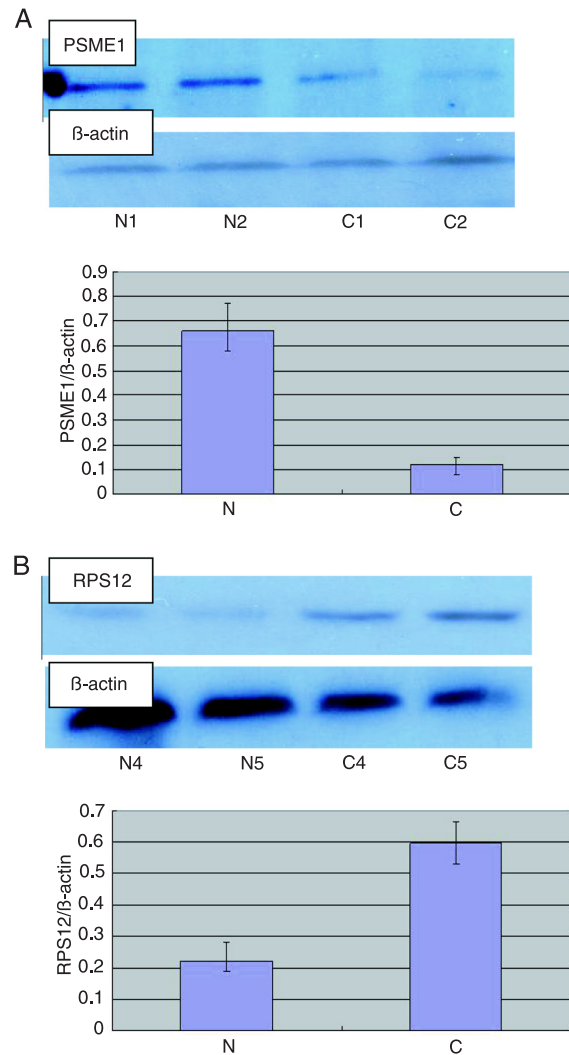 A
PSME1
ß-actin
N1 N2 C1 C2
0.9
0.8
0.7
0.6
0.5
0.4
0.3
0.2
0.1
0
PSME1/ß-actin
N C
B
RPS12
ß-actin
N4 N5 C4 C5
0.7
0.6
0.5
0.4
0.3
0.2
0.1
0
RPS12/ß-actin
N C